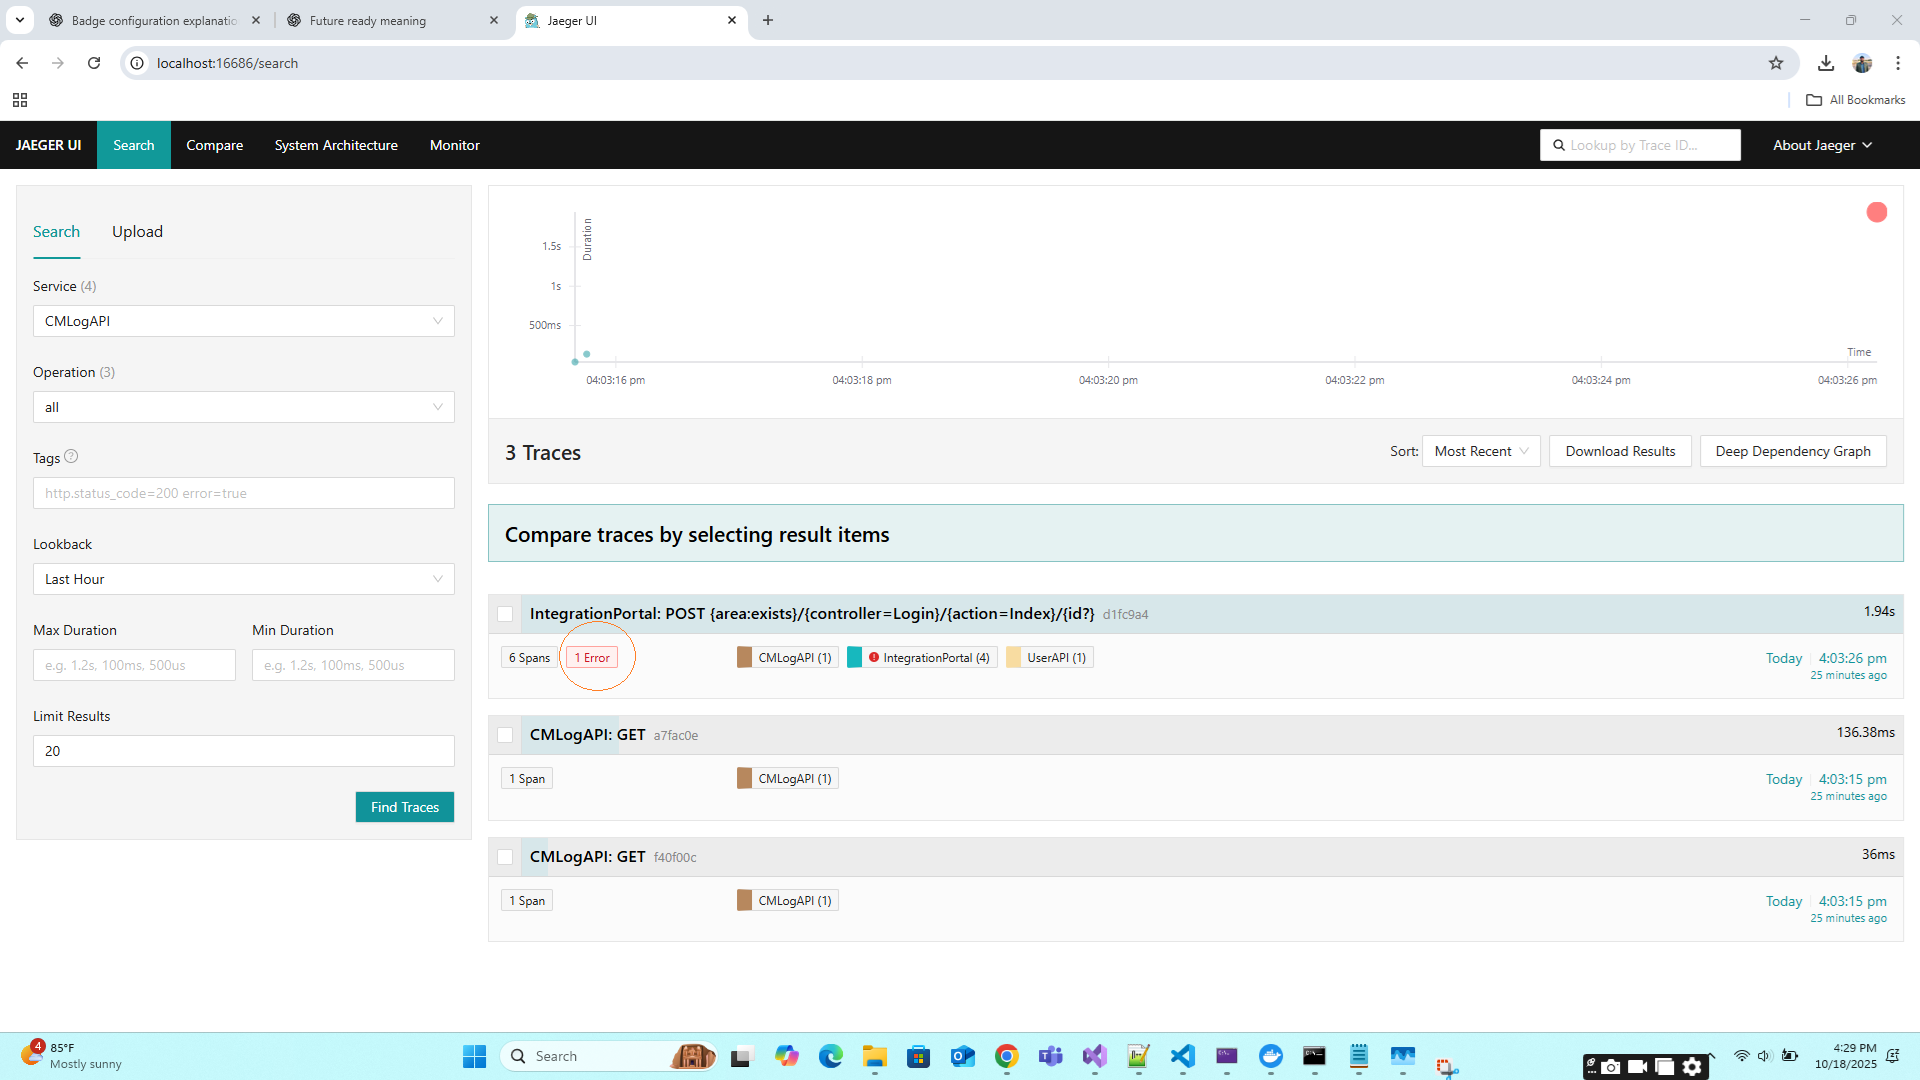 Badge configuration explanatio
Future ready meaning
Jaeger UI
localhost:16686/search
All Bookmarks
JAEGER UI
Search
Compare
System Architecture
Monitor
Lookup by Trace ID...
About Jaeger
Search
Upload
Service (4)
CMLogAPI
Operation (3)
all
Tags
http.status_code=200 error=true
Lookback
Last Hour
Max Duration
Min Duration
e.g. 1.2s, 100ms, 500us
e.g. 1.2s, 100ms, 500us
Limit Results
20
Find Traces
Duration
1.5s
1s
500ms
Time
04:03:16 pm
04:03:18 pm
04:03:20 pm
04:03:22 pm
04:03:24 pm
04:03:26 pm
3 Traces
Sort:
Most Recent
Download Results
Deep Dependency Graph
Compare traces by selecting result items
IntegrationPortal: POST {area:exists}/{controller=Login}/{action=Index}/{id?} d1fc9a4
1.94s
6 Spans
1 Error
CMLogAPI (1)
IntegrationPortal (4)
UserAPI (1)
Today
4:03:26 pm
25 minutes ago
CMLogAPI: GET a7fac0e
136.38ms
1 Span
CMLogAPI (1)
Today
4:03:15 pm
25 minutes ago
CMLogAPI: GET f40f00c
36ms
1 Span
CMLogAPI (1)
Today
4:03:15 pm
25 minutes ago
4
85°F
Mostly sunny
Search
4:29 PM
10/18/2025